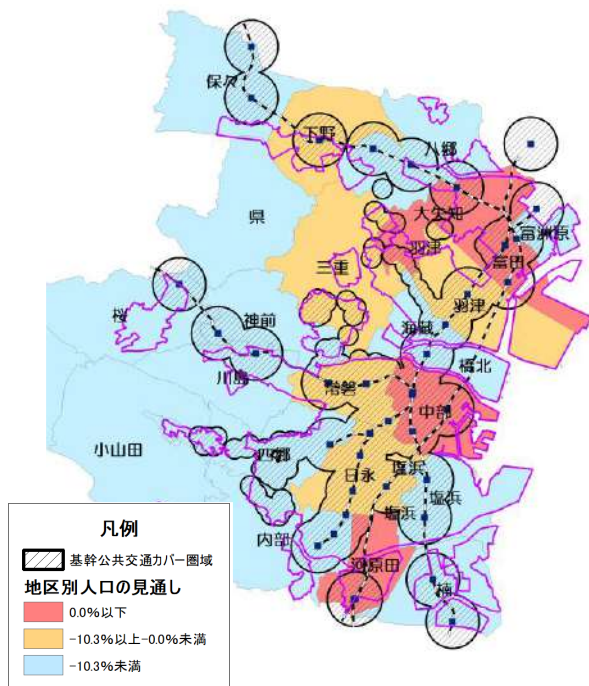 保々
下野
八郷
県
大矢知
羽津
富洲原
富田
三重
桜
神前
羽津
海蔵
橋北
川島
常磐
中部
小山田
四郷
日永
塩浜
塩浜
塩浜
内部
河原田
楠
凡例
基幹公共交通カバー圏域
地区別人口の見通し
0.0%以下
-10.3%以上-0.0%未満
-10.3%未満